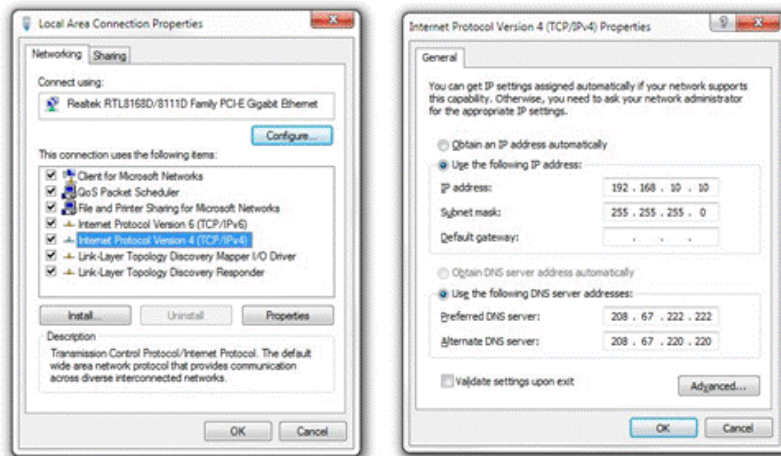 Local Area Connection Properties
Networking
Sharing
Connect using:
Realtek RTL8168D/8111D Family PCI-E Gigabit Ethernet
Configure...
This connection uses the following items:
Client for Microsoft Networks
QoS Packet Scheduler
File and Printer Sharing for Microsoft Networks
Internet Protocol Version 6 (TCP/IPv6)
Internet Protocol Version 4 (TCP/IPv4)
Link-Layer Topology Discovery Mapper I/O Driver
Link-Layer Topology Discovery Responder
Install...
Uninstall
Properties
Description
Transmission Control Protocol/Internet Protocol. The default
wide area network protocol that provides communication
across diverse interconnected networks.
OK
Cancel
Internet Protocol Version 4 (TCP/IPv4) Properties
General
You can get IP settings assigned automatically if your network supports
this capability. Otherwise, you need to ask your network administrator
for the appropriate IP settings.
Obtain an IP address automatically
Use the following IP address:
IP address: 192 . 168 . 10 . 10
Subnet mask: 255 . 255 . 255 . 0
Default gateway: . . .
Obtain DNS server address automatically
Use the following DNS server addresses:
Preferred DNS server: 208 . 67 . 222 . 222
Alternate DNS server: 208 . 67 . 220 . 220
Validate settings upon exit
Advanced...
OK
Cancel